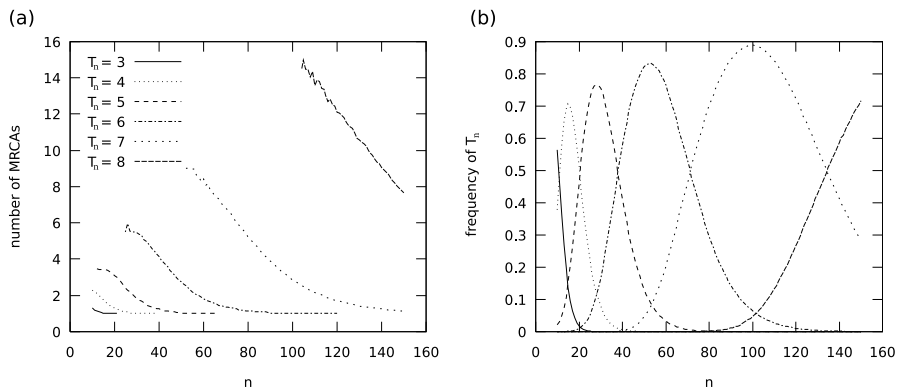 (a)
number of MRCAs
16
14
12
10
8
6
4
2
1
0
Tn = 3
Tn = 4
Tn = 5
Tn = 6
Tn = 7
Tn = 8
0 20 40 60 80 100 120 140 160
n
(b)
frequency of Tn
0.9
0.8
0.7
0.6
0.5
0.4
0.3
0.2
0.1
0
0 20 40 60 80 100 120 140 160
n